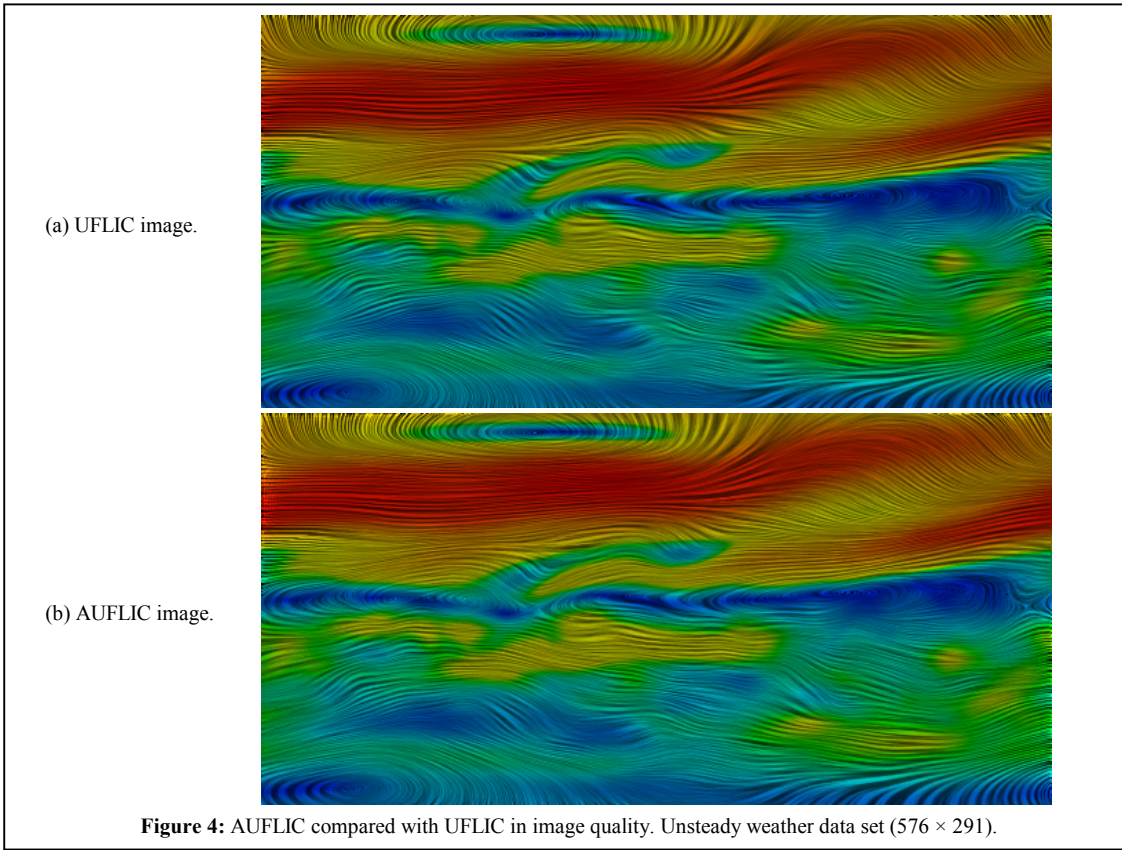 (a) UFLIC image.
(b) AUFLIC image.
Figure 4: AUFLIC compared with UFLIC in image quality. Unsteady weather data set (576 × 291).